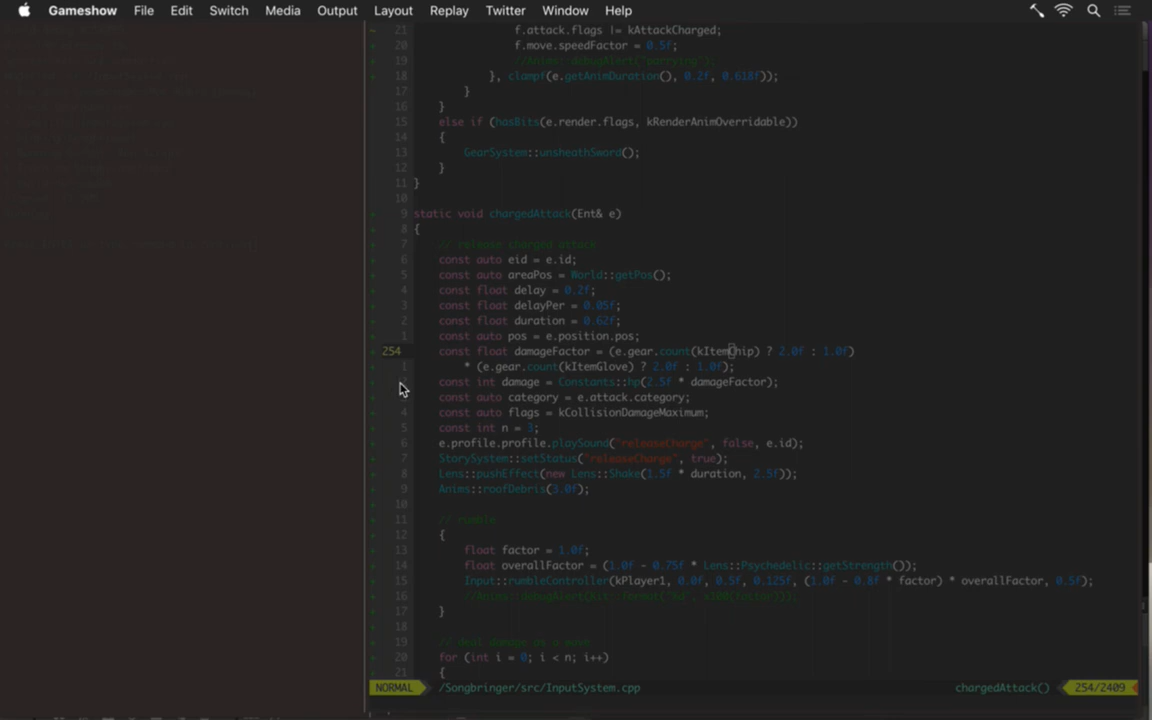 Gameshow File Edit Switch Media Output Layout Replay Twitter Window Help
21 f.attack.flags |= kAttackCharged;
20 f.move.speedFactor = 0.5f;
19 //Anims::debugAlert("parrying");
18 }, clampf(e.getAnimDuration(), 0.2f, 0.618f));
17 }
16 }
15 else if (hasBits(e.render.flags, kRenderAnimOverridable))
14 {
13 GearSystem::unsheathSword();
12 }
11 }
10
9 static void chargedAttack(Ent& e)
8 {
7 // release charged attack
6 const auto eid = e.id;
5 const auto areaPos = World::getPos();
4 const float delay = 0.2f;
3 const float delayPer = 0.05f;
2 const float duration = 0.62f;
1 const auto pos = e.position.pos;
254 const float damageFactor = (e.gear.count(kItemChip) ? 2.0f : 1.0f)
1 * (e.gear.count(kItemGlove) ? 2.0f : 1.0f);
const int damage = Constants::hp(2.5f * damageFactor);
const auto category = e.attack.category;
4 const auto flags = kCollisionDamageMaximum;
5 const int n = 3;
6 e.profile.profile.playSound("releaseCharge", false, e.id);
7 StorySystem::setStatus("releaseCharge", true);
8 Lens::pushEffect(new Lens::Shake(1.5f * duration, 2.5f));
9 Anims::roofDebris(3.0f);
10
11 // rumble
12 {
13 float factor = 1.0f;
14 float overallFactor = (1.0f - 0.75f * Lens::Psychedelic::getStrength());
15 Input::rumbleController(kPlayer1, 0.0f, 0.5f, 0.125f, (1.0f - 0.8f * factor) * overallFactor, 0.5f);
16
17 }
18
19 // deal damage as a move
20 for (int i = 0; i < n; i++)
21 {
NORMAL /Songbringer/src/InputSystem.cpp chargedAttack() 254/2409